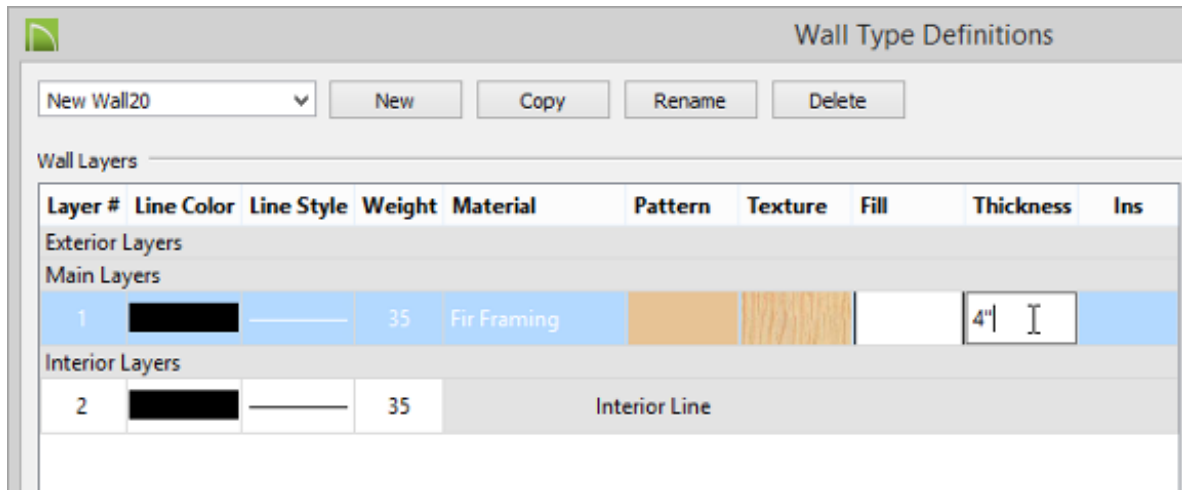 Wall Type Definitions
New Wall20 New Copy Rename Delete
Wall Layers
Layer # Line Color Line Style Weight Material Pattern Texture Fill Thickness Ins
Exterior Layers
Main Layers
1 35 Fir Framing 4"
Interior Layers
2 35 Interior Line